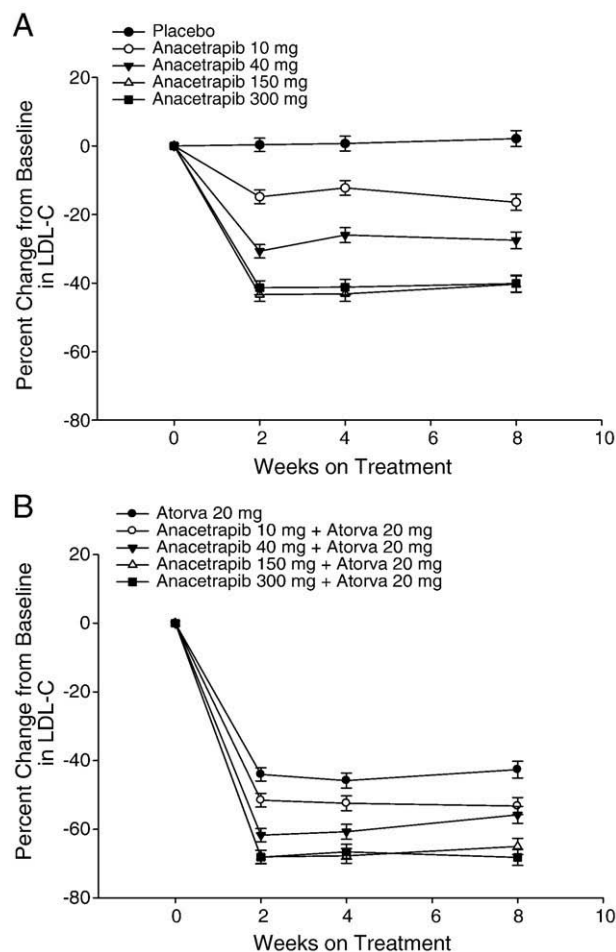 A
Placebo
Anacetrapib 10 mg
Anacetrapib 40 mg
Anacetrapib 150 mg
Anacetrapib 300 mg
20
0
-20
-40
-60
-80
Percent Change from Baseline
in LDL-C
0 2 4 6 8 10
Weeks on Treatment
B
Atorva 20 mg
Anacetrapib 10 mg + Atorva 20 mg
Anacetrapib 40 mg + Atorva 20 mg
Anacetrapib 150 mg + Atorva 20 mg
Anacetrapib 300 mg + Atorva 20 mg
20
0
-20
-40
-60
-80
Percent Change from Baseline
in LDL-C
0 2 4 6 8 10
Weeks on Treatment